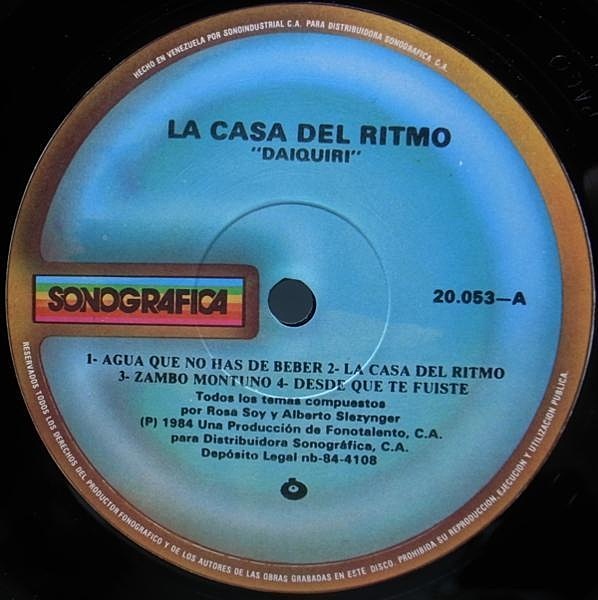 HECHO EN VENEZUELA POR SONOINDUSTRIAL C.A. PARA DISTRIBUIDORA SONOGRAFICA, C.A.
LA CASA DEL RITMO
"DAIQUIRI"
SONOGRAFICA
20.053—A
1- AGUA QUE NO HAS DE BEBER 2- LA CASA DEL RITMO
3- ZAMBO MONTUNO 4- DESDE QUE TE FUISTE
Todos los temas compuestos
por Rosa Soy y Alberto Slezynger
(P) 1984 Una Producción de Fonotalento, C.A.
para Distribuidora Sonográfica, C.A.
Depósito Legal nb-84-4108
RESERVADOS TODOS LOS DERECHOS DEL PRODUCTOR FONOGRAFICO Y DE LOS AUTORES DE LAS OBRAS GRABADAS EN ESTE DISCO. PROHIBIDA SU REPRODUCCION, EJECUCION Y UTILIZACION PUBLICA.